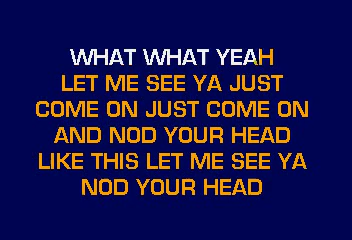 WHAT WHAT YEAH
LET ME SEE YA JUST
COME ON JUST COME ON
AND NOD YOUR HEAD
LIKE THIS LET ME SEE YA
NOD YOUR HEAD